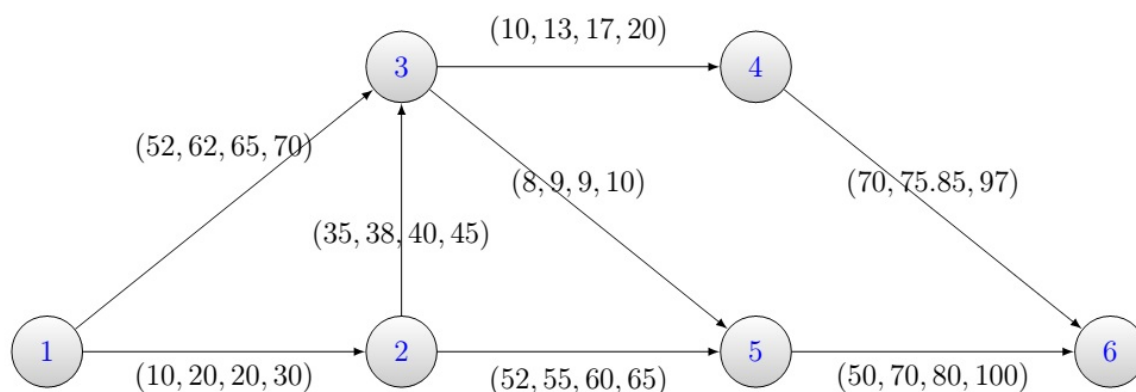 (10, 13, 17, 20)
3
4
(52, 62, 65, 70)
(8, 9, 9, 10)
(70, 75.85, 97)
(35, 38, 40, 45)
1
2
5
6
(10, 20, 20, 30)
(52, 55, 60, 65)
(50, 70, 80, 100)